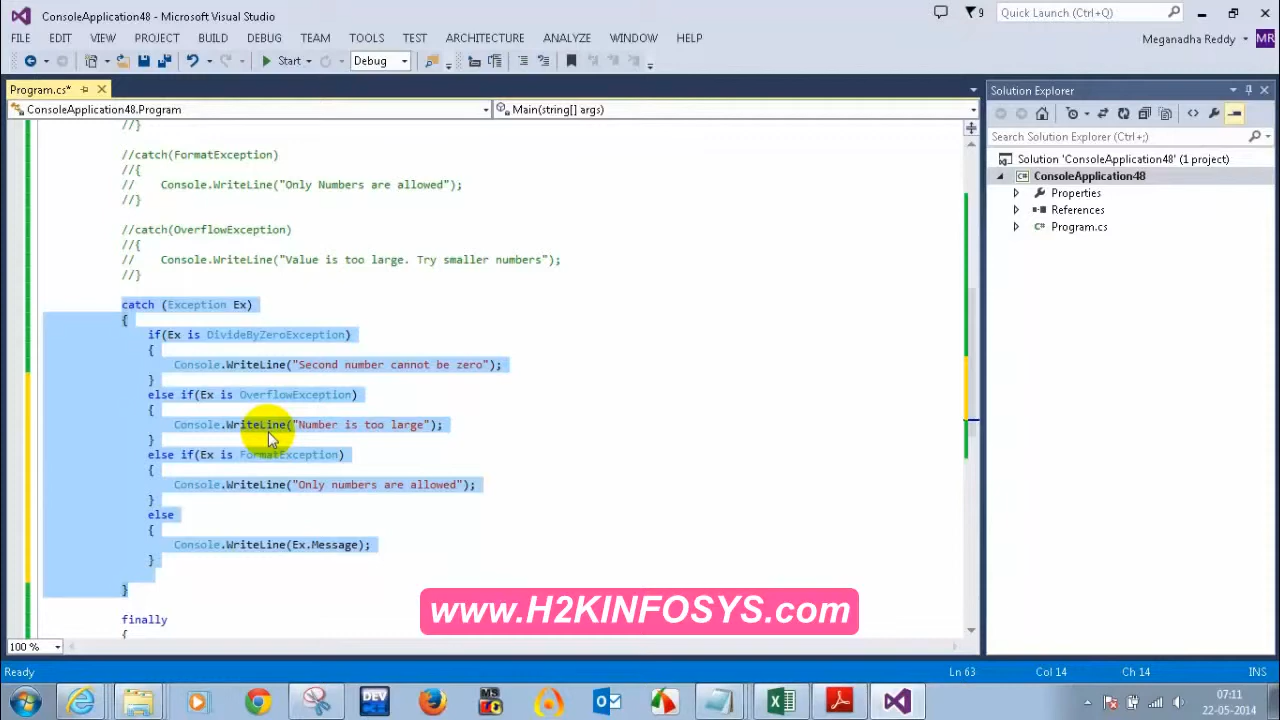 ConsoleApplication48 - Microsoft Visual Studio
9
Quick Launch (Ctrl+Q)
FILE EDIT VIEW PROJECT BUILD DEBUG TEAM TOOLS TEST ARCHITECTURE ANALYZE WINDOW HELP
Meganadha Reddy MR
Start Debug
Program.cs*
ConsoleApplication48.Program
Main(string[] args)
//}
//catch(FormatException)
//{
//   Console.WriteLine("Only Numbers are allowed");
//}
//catch(OverflowException)
//{
//   Console.WriteLine("Value is too large. Try smaller numbers");
//}
catch (Exception Ex)
{
if(Ex is DivideByZeroException)
{
Console.WriteLine("Second number cannot be zero");
}
else if(Ex is OverflowException)
{
Console.WriteLine("Number is too large");
}
else if(Ex is FormatException)
{
Console.WriteLine("Only numbers are allowed");
}
else
{
Console.WriteLine(Ex.Message);
}
}
finally
{
100 %
Solution Explorer
Search Solution Explorer (Ctrl+;)
Solution 'ConsoleApplication48' (1 project)
ConsoleApplication48
Properties
References
Program.cs
www.H2KINFOSYS.com
Ready Ln 63 Col 14 Ch 14 INS
DEV
MS
07:11
22-05-2014